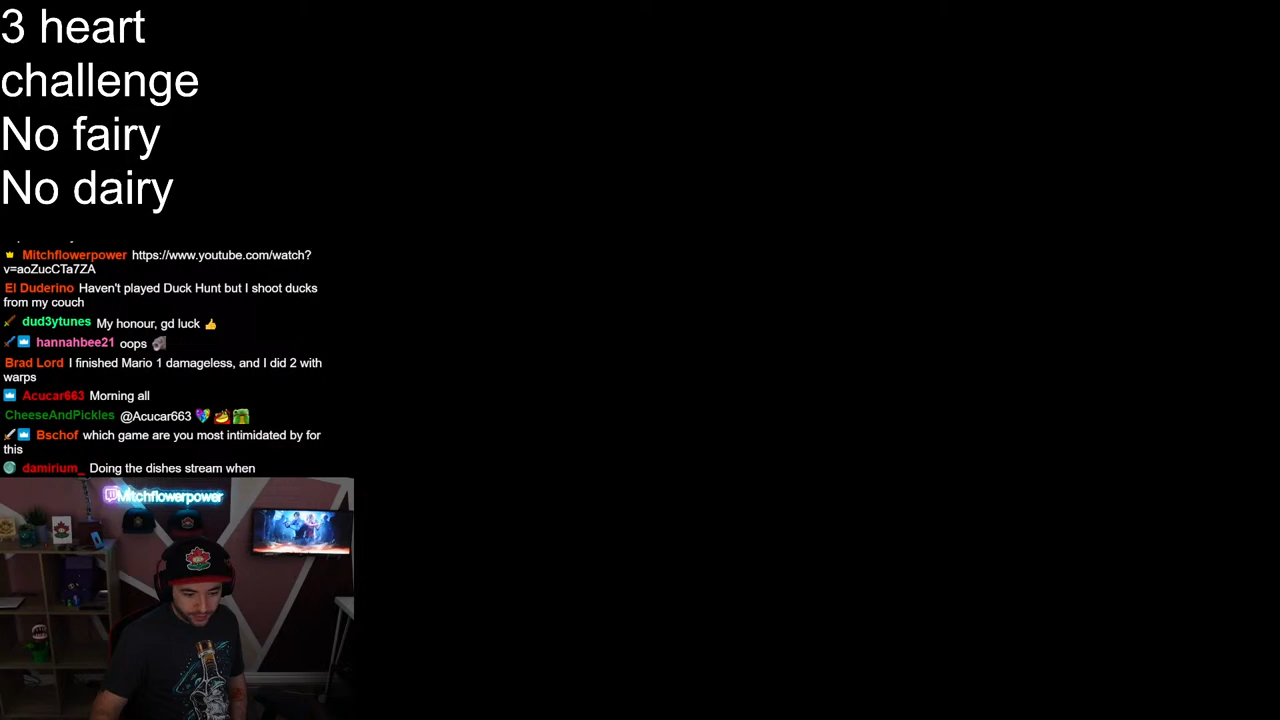 3 heart
challenge
No fairy
No dairy
Mitchflowerpower https://www.youtube.com/watch?
v=aoZucCTa7ZA
El Duderino Haven't played Duck Hunt but I shoot ducks
from my couch
dud3ytunes My honour, gd luck 👍
hannahbee21 oops
Brad Lord I finished Mario 1 damageless, and I did 2 with
warps
Acucar663 Morning all
CheeseAndPickles @Acucar663
Bschof which game are you most intimidated by for
this
damirium_ Doing the dishes stream when
Mitchflowerpower